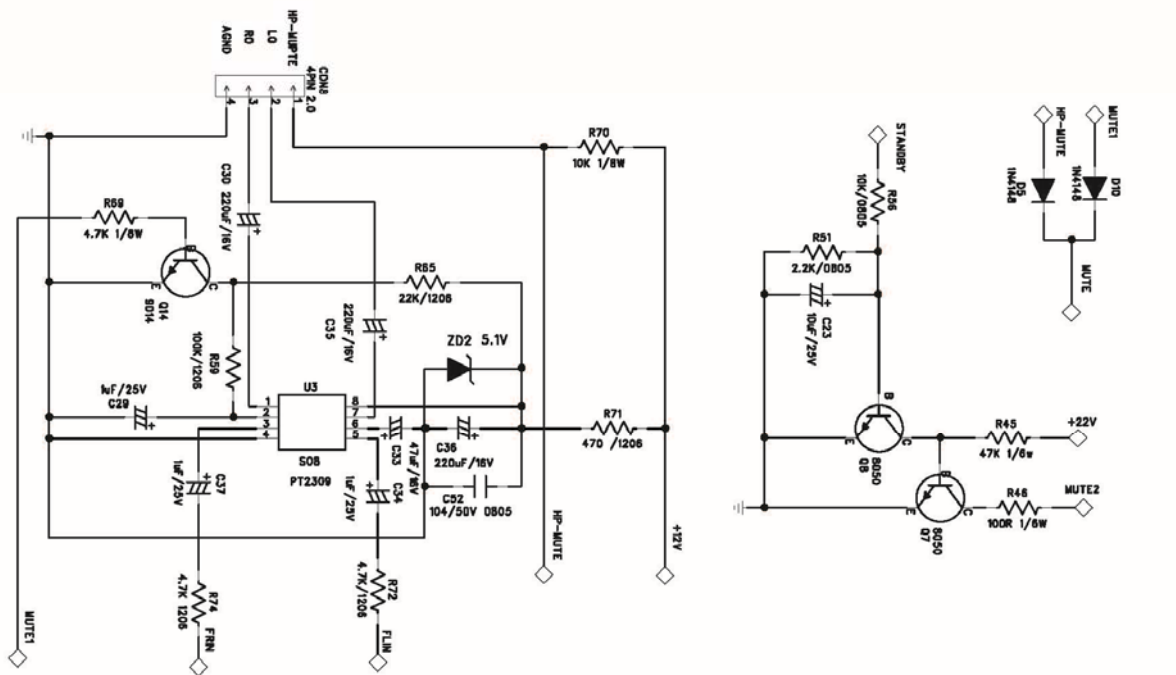 HP-MUPTE
LO
RO
AGND
CON8
4PIN 2.0
4 3 2 1
R70
10K 1/8W
C30 220uF/16V
R69
4.7K 1/8W
B
E
C
Q14
9014
R65
22K/1206
220uF/16V
C35
R59
100K/1206
ZD2 5.1V
1uF/25V
C29
U3
1
2
3
4
8
7
6
5
SO8
PT2309
R71
470 /1206
C33
47uF/16V
C36
220uF/16V
C37
1uF/25V
C34
1uF/25V
C52
104/50V 0805
HP-MUTE
+12V
R74
4.7K 1206
R72
4.7K/1206
MUTE1
FRIN
FLIN
STANDBY
R56
10K/0805
R51
2.2K/0805
C23
10uF/25V
B
E
C
8050
Q8
R45
47K 1/6w
+22V
B
E
C
8050
Q7
R46
100R 1/6W
MUTE2
HP-MUTE
MUTE1
D5
1N4148
D10
1N4148
MUTE